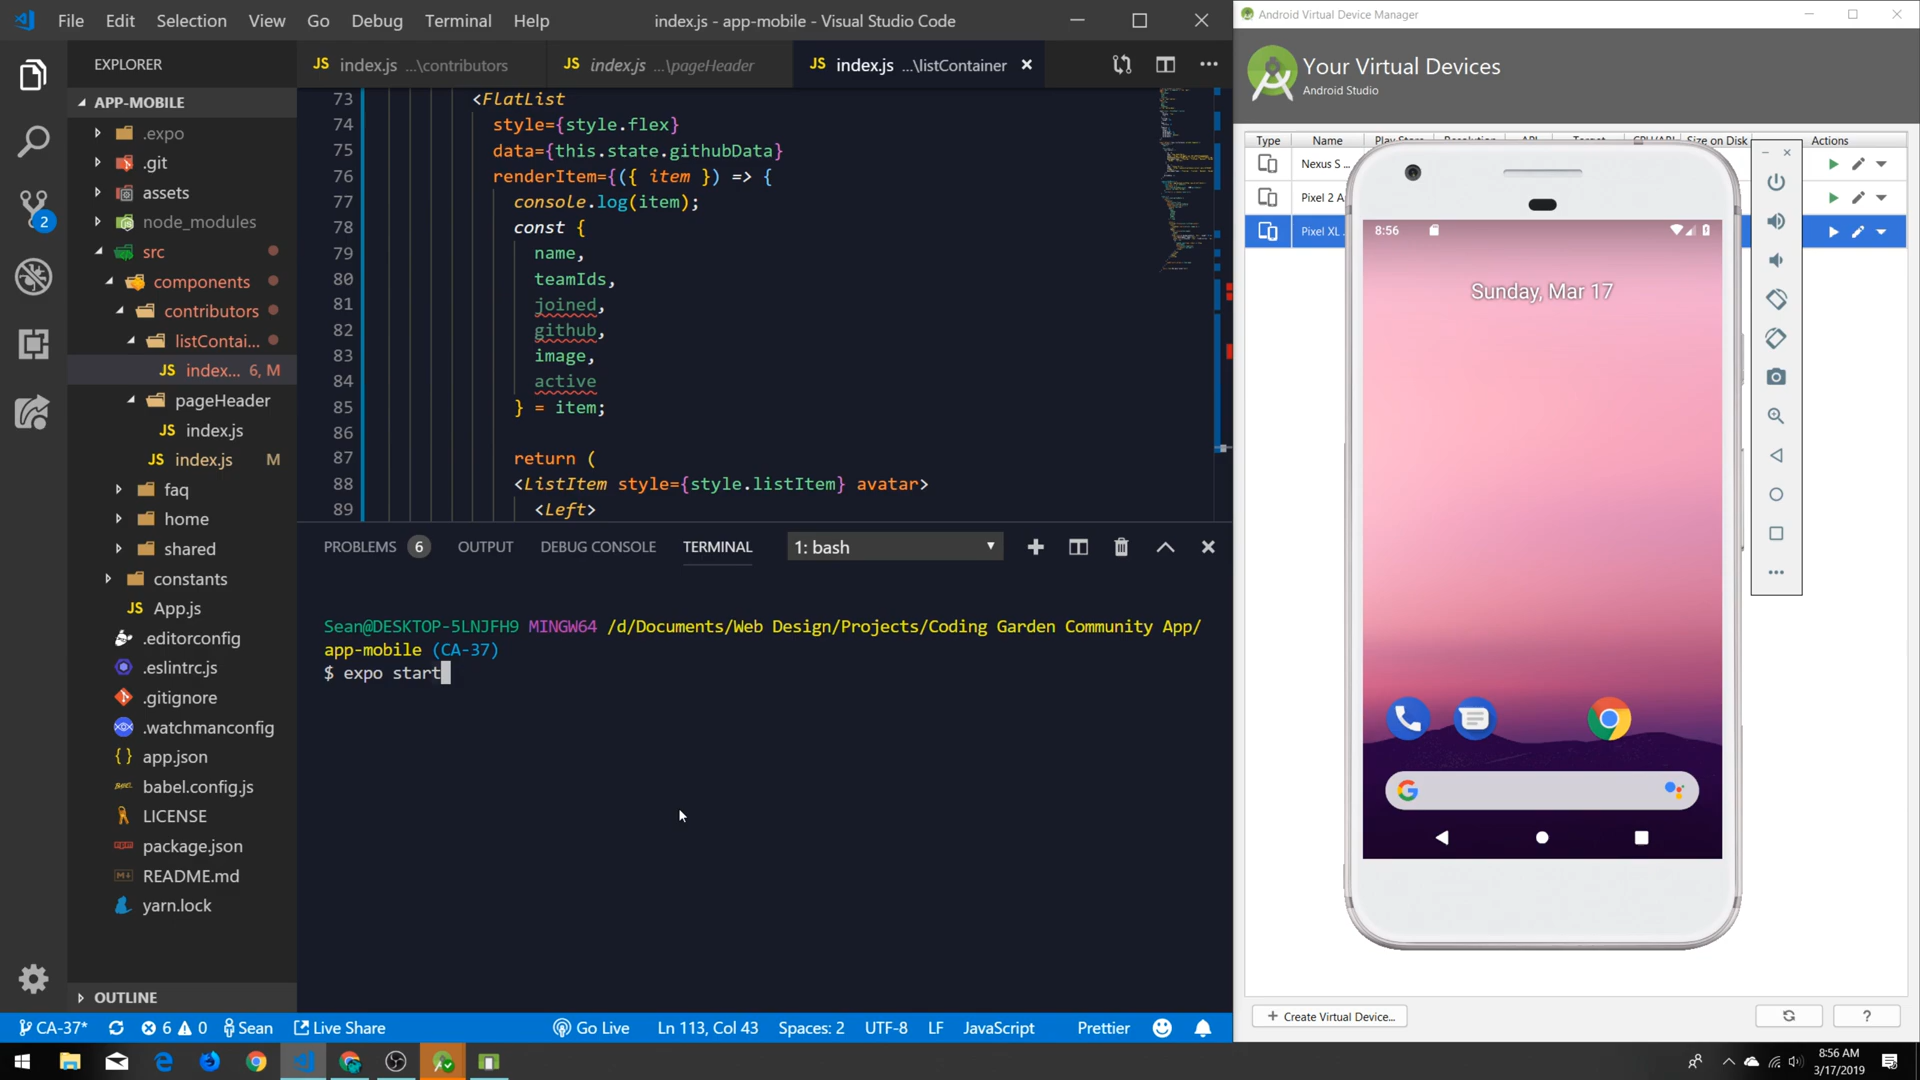 File Edit Selection View Go Debug Terminal Help
index.js - app-mobile - Visual Studio Code
EXPLORER
APP-MOBILE
.expo
.git
assets
node_modules
src
components
contributors
listContai...
JS index... 6, M
pageHeader
JS index.js
JS index.js M
faq
home
shared
constants
JS App.js
.editorconfig
.eslintrc.js
.gitignore
.watchmanconfig
{ } app.json
babel.config.js
LICENSE
package.json
README.md
yarn.lock
OUTLINE
2
JS index.js ...\contributors
JS index.js ...\pageHeader
JS index.js ...\listContainer
73 <FlatList
74 style={style.flex}
75 data={this.state.githubData}
76 renderItem={({ item }) => {
77 console.log(item);
78 const {
79 name,
80 teamIds,
81 joined,
82 github,
83 image,
84 active
85 } = item;
86
87 return (
88 <ListItem style={style.listItem} avatar>
89 <Left>
PROBLEMS 6 OUTPUT DEBUG CONSOLE TERMINAL 1: bash
Sean@DESKTOP-5LNJFH9 MINGW64 /d/Documents/Web Design/Projects/Coding Garden Community App/
app-mobile (CA-37)
$ expo start
CA-37* 6 0 Sean Live Share Go Live Ln 113, Col 43 Spaces: 2 UTF-8 LF JavaScript Prettier
Android Virtual Device Manager
Your Virtual Devices
Android Studio
Type Name Play Store Resolution API Target CPU/ABI Size on Disk Actions
Nexus S ...
Pixel 2 A
Pixel XL
8:56
Sunday, Mar 17
+ Create Virtual Device...
?
8:56 AM
3/17/2019